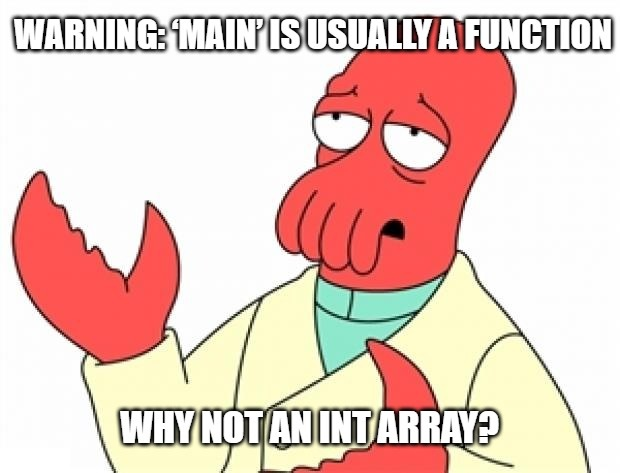 WARNING: ‘MAIN’ IS USUALLY A FUNCTION
WHY NOT AN INT ARRAY?